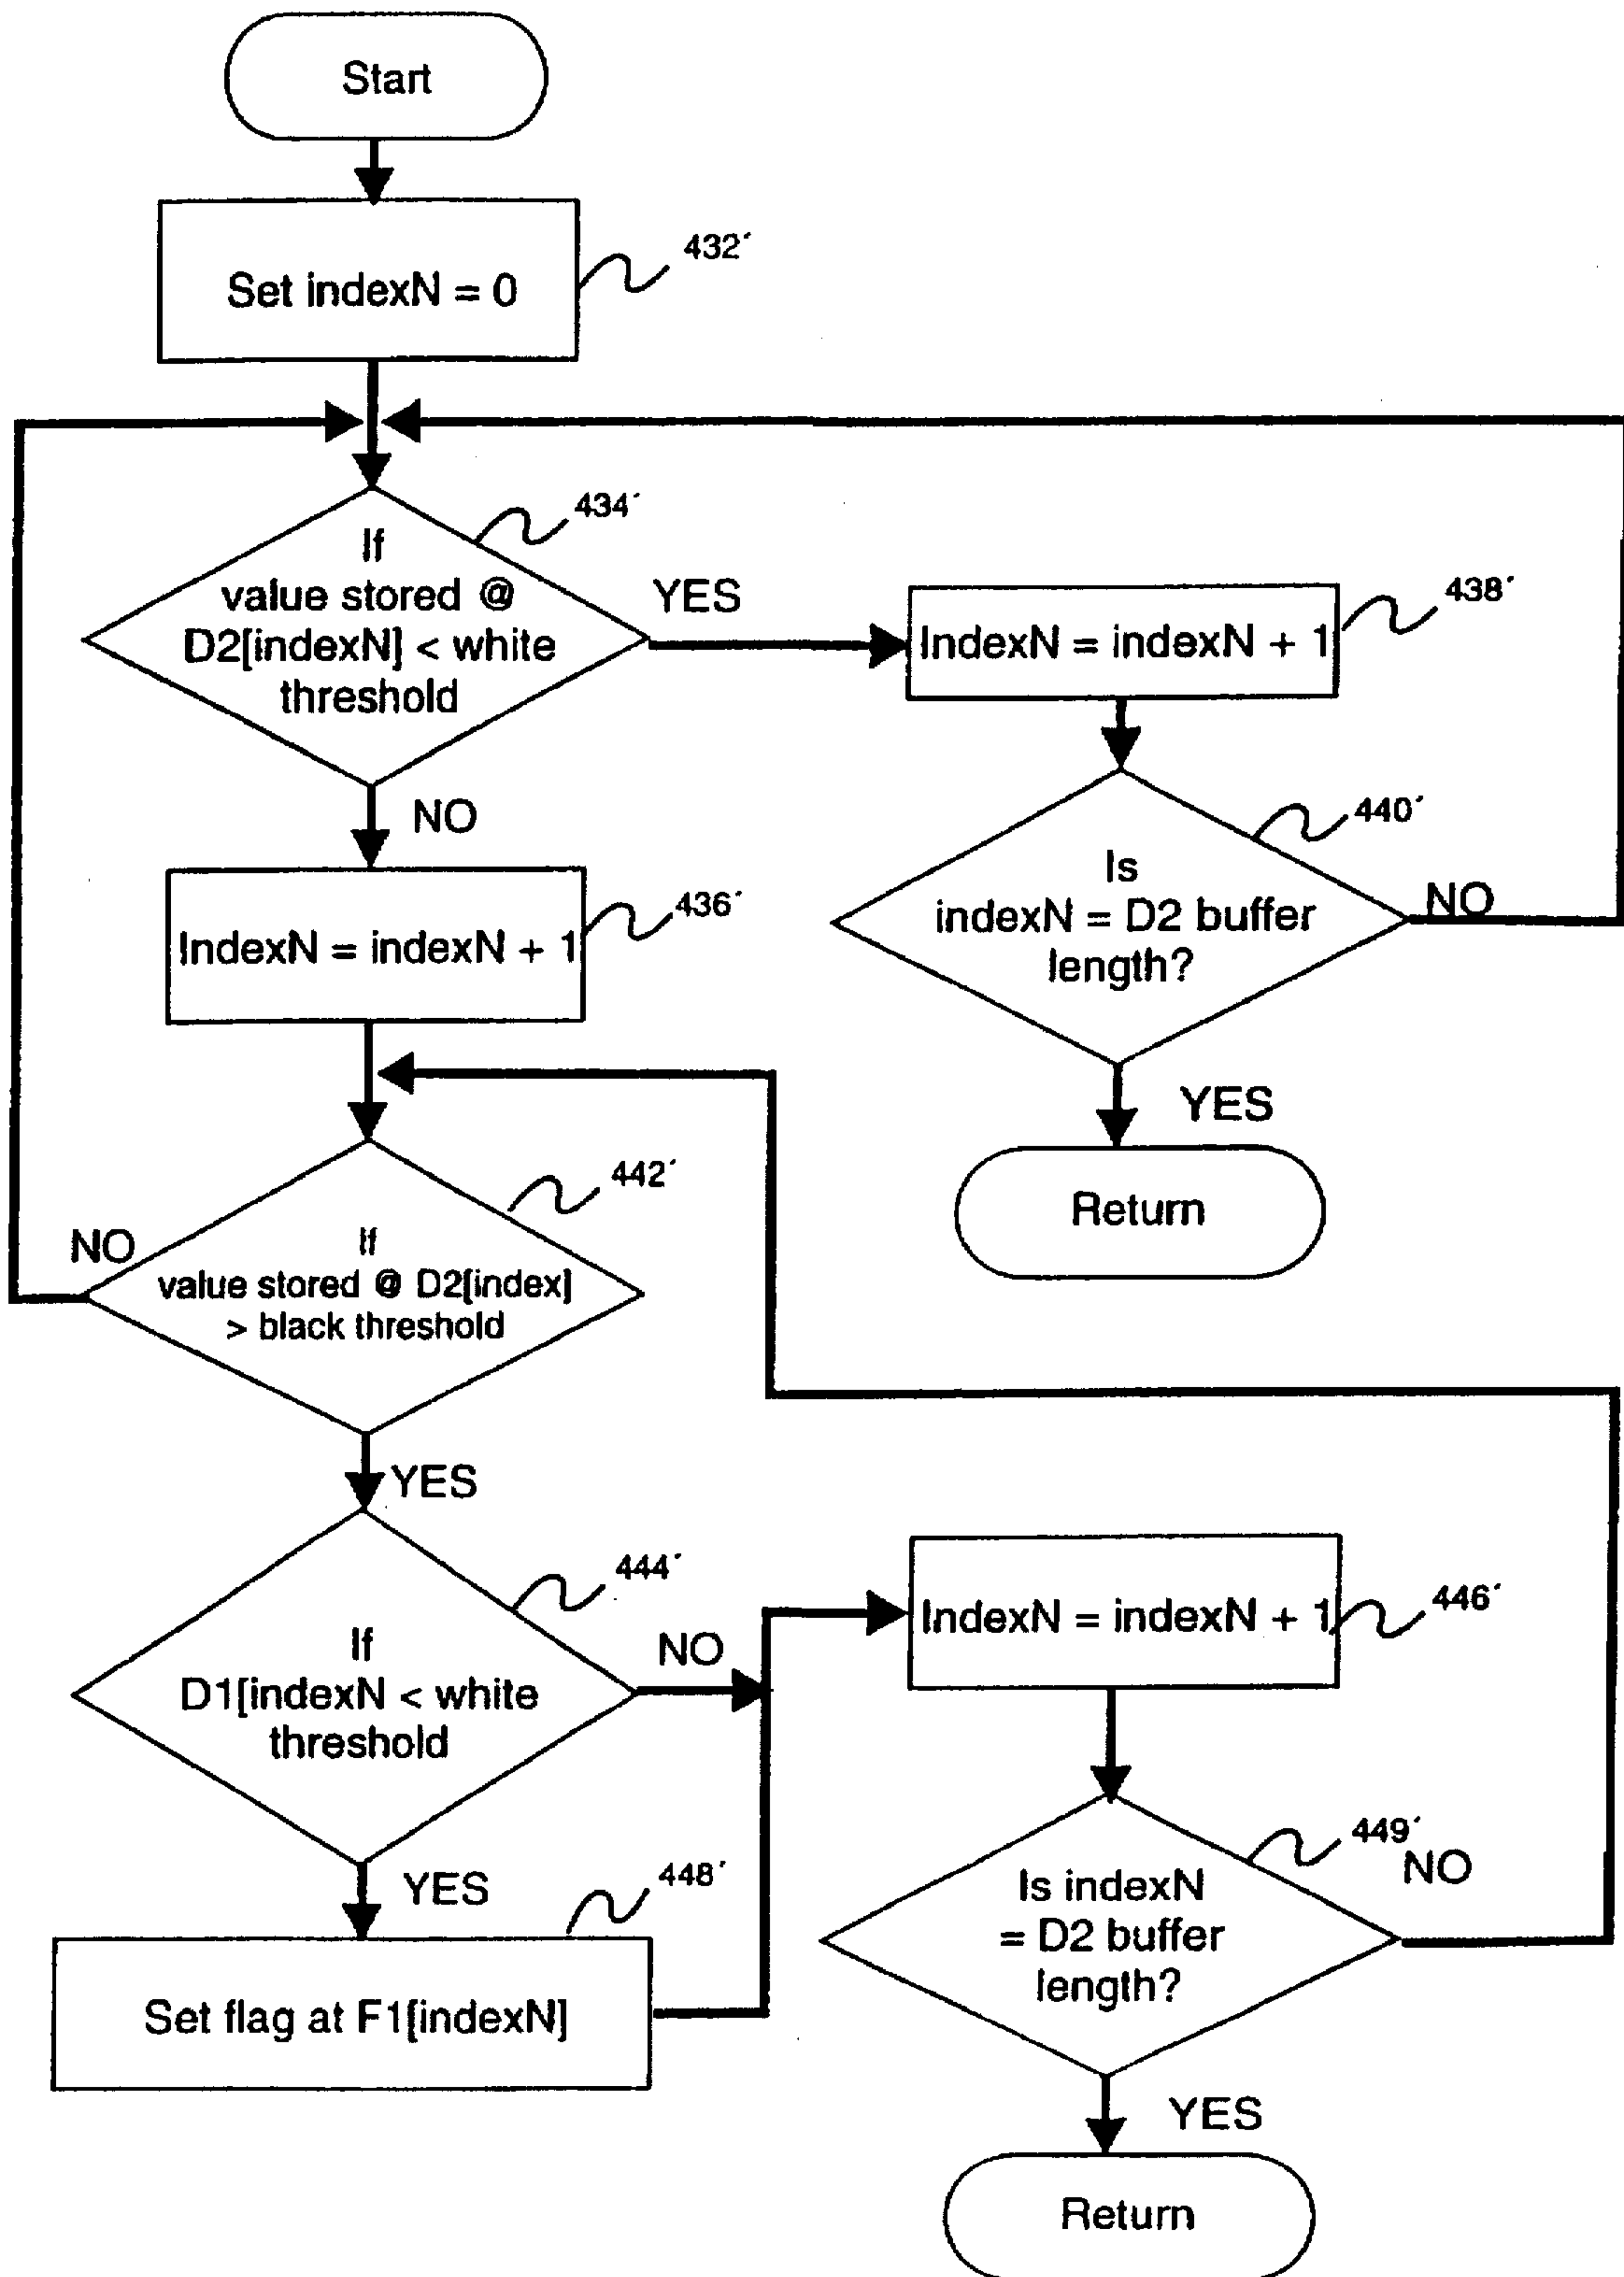 Start
432´
Set indexN = 0
434´
If
value stored @
D2[indexN] < white
threshold
YES
438´
IndexN = indexN + 1
NO
440´
Is
indexN = D2 buffer
length?
NO
436´
IndexN = indexN + 1
YES
Return
442´
NO
If
value stored @ D2[index]
> black threshold
YES
444´
If
D1[indexN < white
threshold
NO
446´
IndexN = indexN + 1
YES
448´
Set flag at F1[indexN]
449´
NO
Is indexN
= D2 buffer
length?
YES
Return